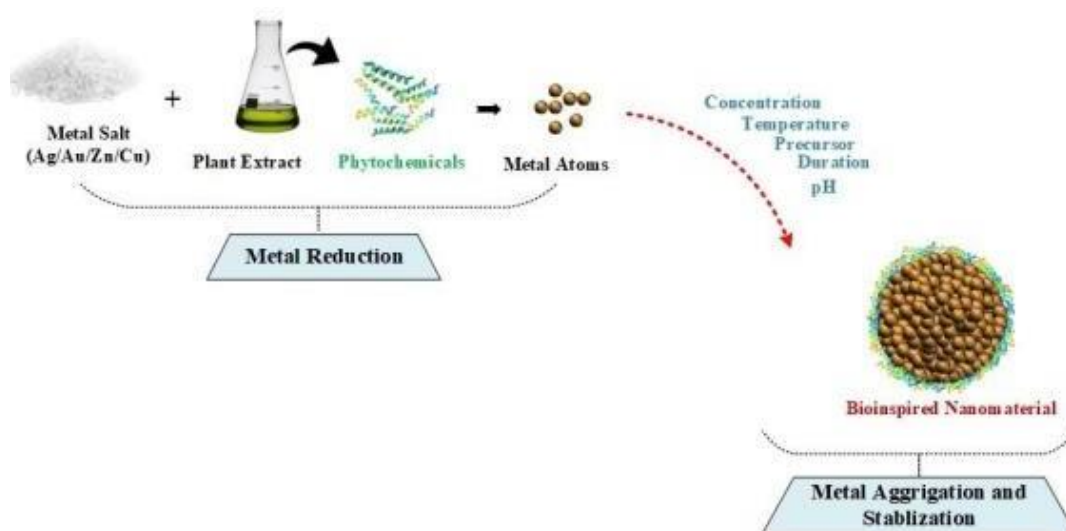 Metal Salt
(Ag/Au/Zn/Cu)
+
Plant Extract
Phytochemicals
Metal Atoms
Metal Reduction
Concentration
Temperature
Precursor
Duration
pH
Bioinspired Nanomaterial
Metal Aggrigation and
Stablization